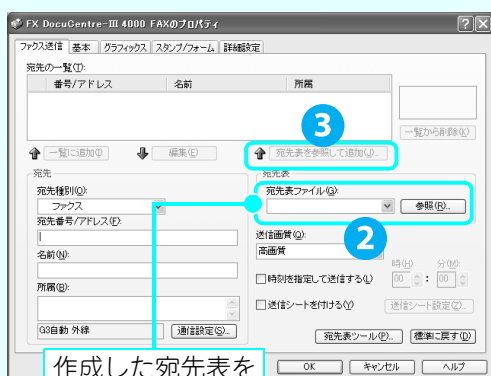 FX DocuCentre-III 4000 FAXのプロパティ
ファクス送信 基本 グラフィックス スタンプ/フォーム 詳細設定
宛先の一覧(T):
番号/アドレス 名前 所属
3
一覧から削除(K)
一覧に追加(I) 編集(E) 宛先表を参照して追加(J)...
宛先 宛先表
宛先種別(O): 宛先表ファイル(G):
ファクス 参照(R)...
宛先番号/アドレス(F):
送信画質(Q): 2
高画質
名前(N):
時(H) 分(M):
時刻を指定して送信する(L) 00 : 00
所属(B):
送信シートを付ける(Y) 送信シート設定(Z)...
G3自動 外線 通信設定(S)...
宛先表ツール(P)... 標準に戻す(D)
作成した宛先表を
OK キャンセル ヘルプ